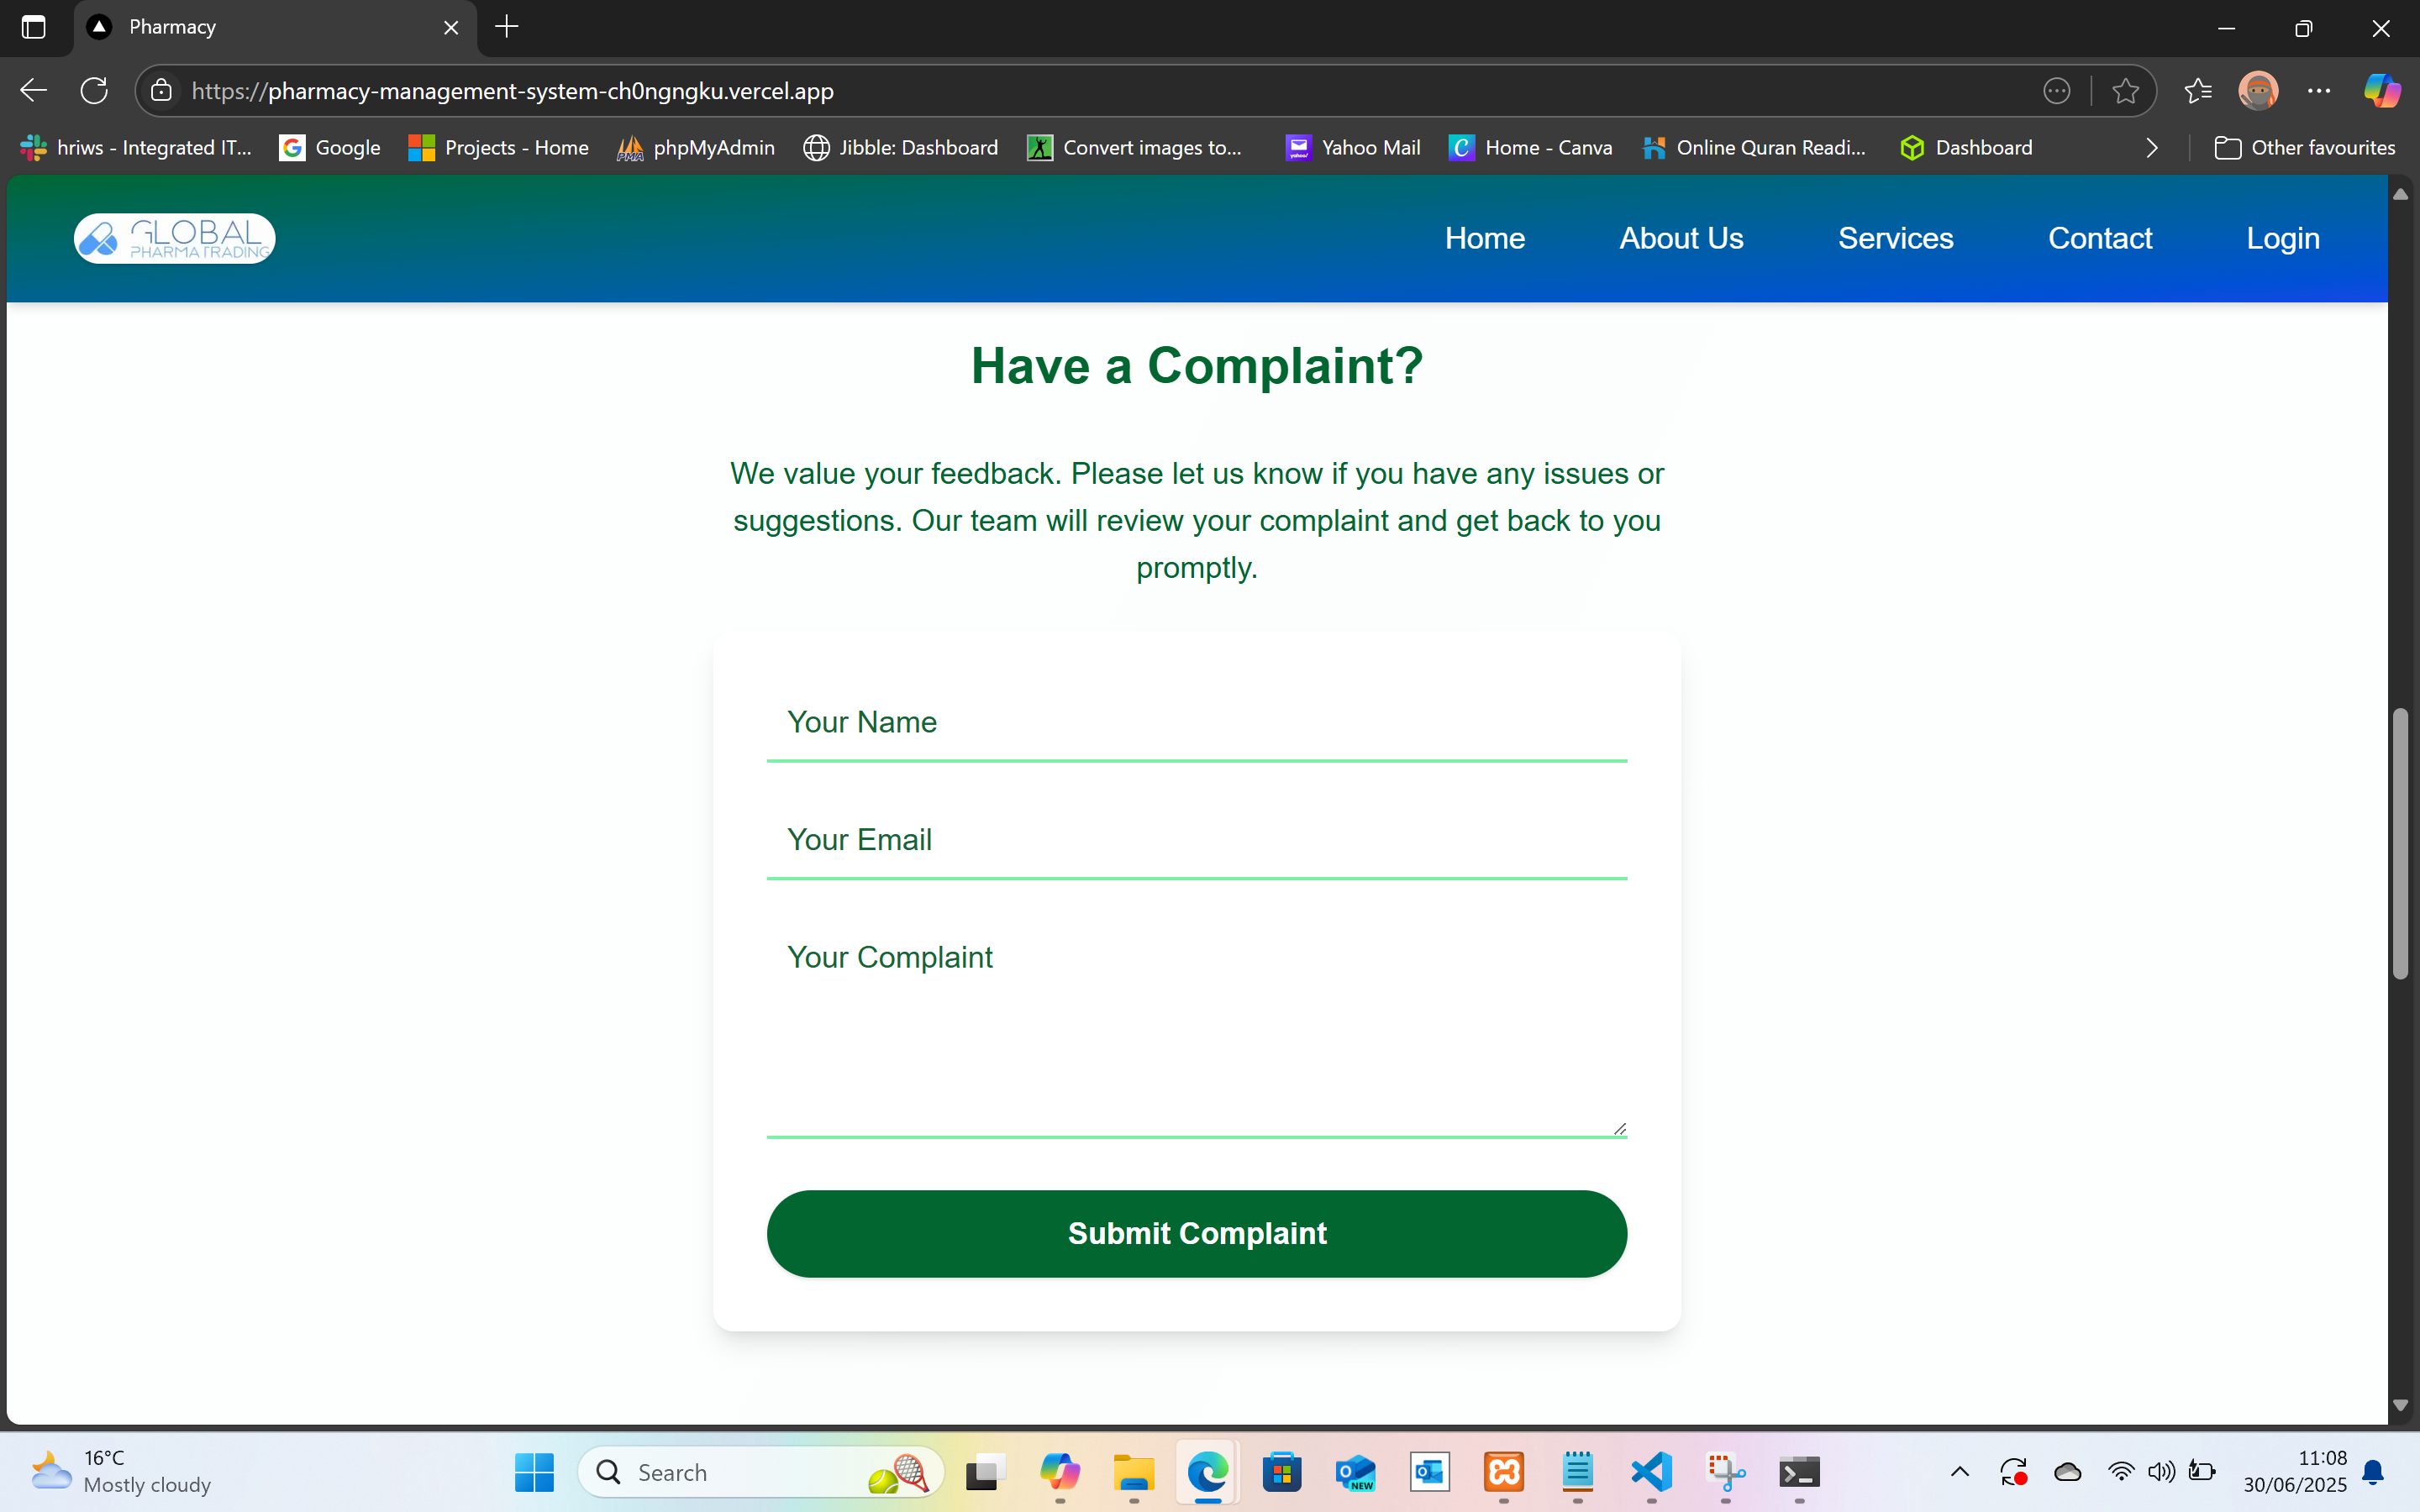 Pharmacy
https://pharmacy-management-system-ch0ngngku.vercel.app
hriws - Integrated IT... Google Projects - Home phpMyAdmin Jibble: Dashboard Convert images to... Yahoo Mail Home - Canva Online Quran Readi... Dashboard Other favourites
GLOBAL
PHARMA TRADING
Home About Us Services Contact Login
Have a Complaint?
We value your feedback. Please let us know if you have any issues or
suggestions. Our team will review your complaint and get back to you
promptly.
Your Name
Your Email
Your Complaint
Submit Complaint
16°C
Mostly cloudy
Search
NEW
11:08
30/06/2025